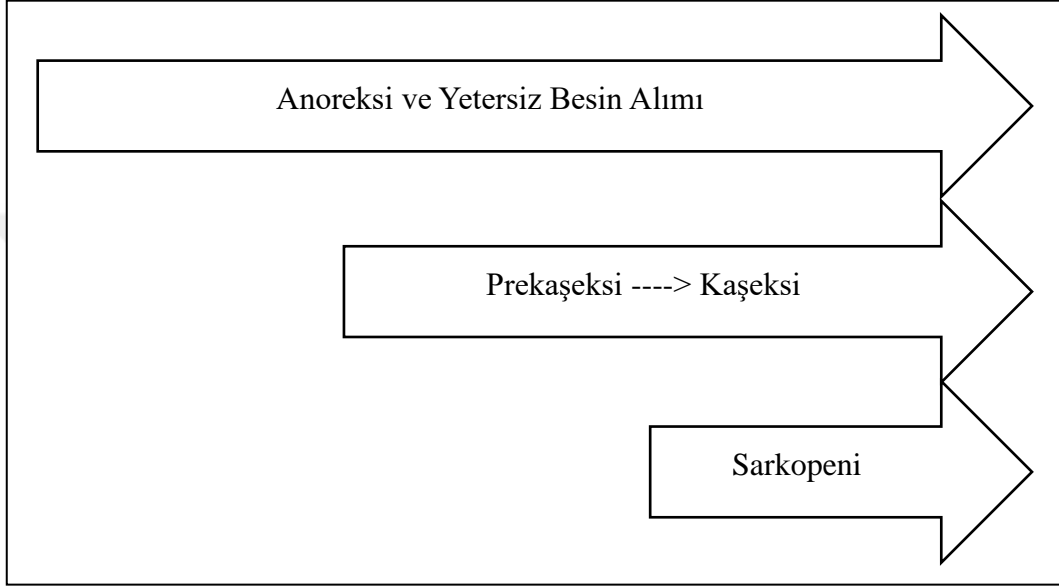 Anoreksi ve Yetersiz Besin Alımı
Prekaşeksi ----> Kaşeksi
Sarkopeni